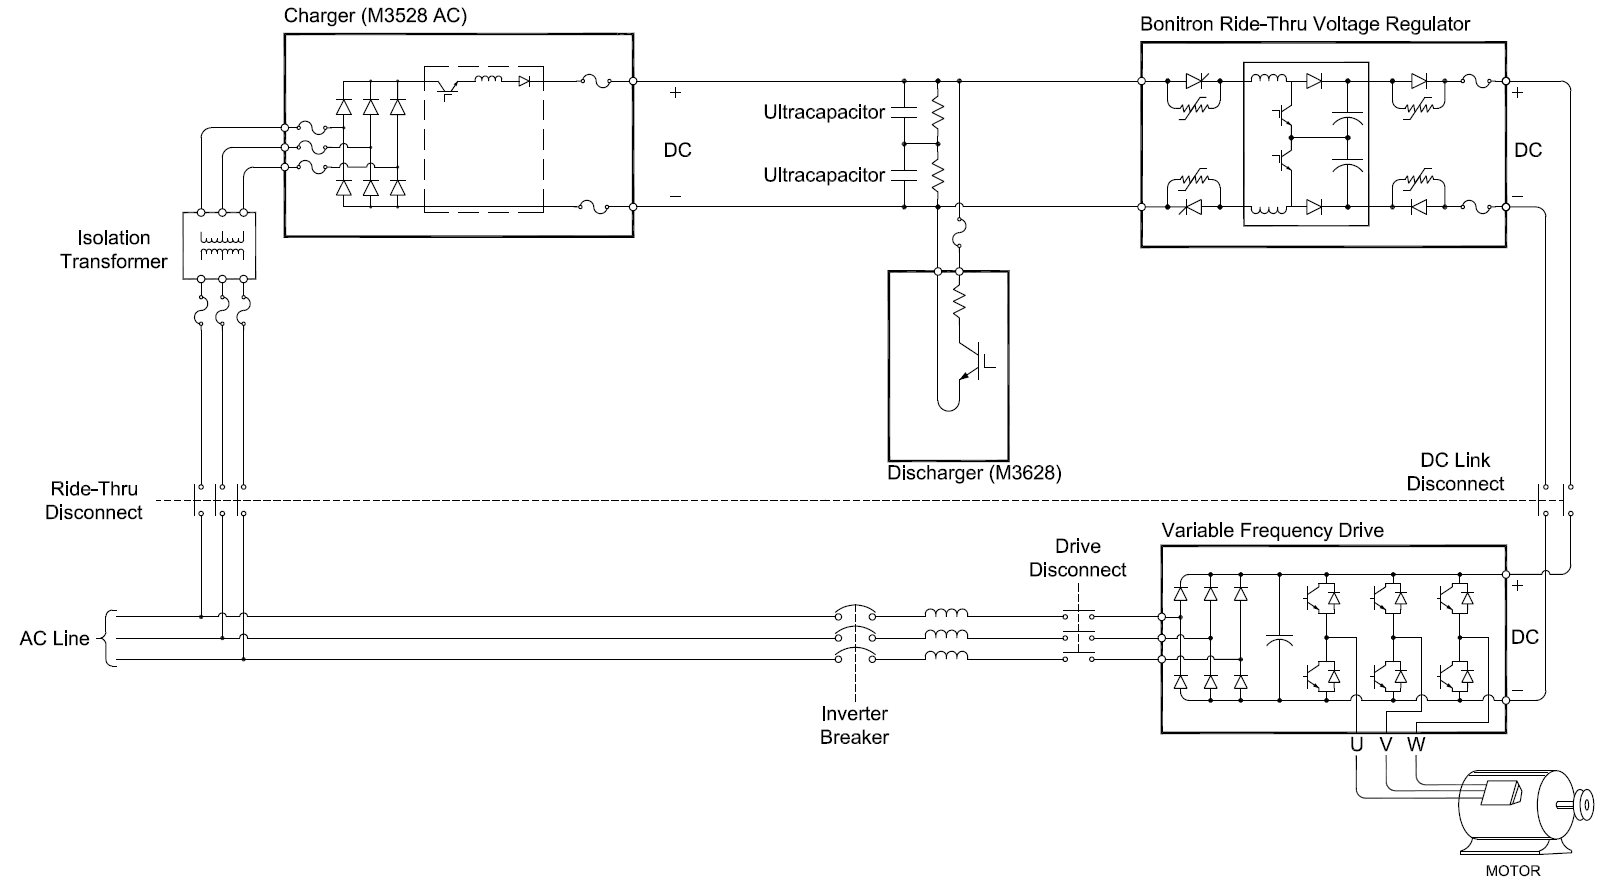 Charger (M3528 AC)
Bonitron Ride-Thru Voltage Regulator
+
DC
−
Ultracapacitor
Ultracapacitor
+
DC
−
Isolation
Transformer
Discharger (M3628)
Ride-Thru
Disconnect
DC Link
Disconnect
Variable Frequency Drive
Drive
Disconnect
AC Line
+
DC
−
Inverter
Breaker
U V W
MOTOR